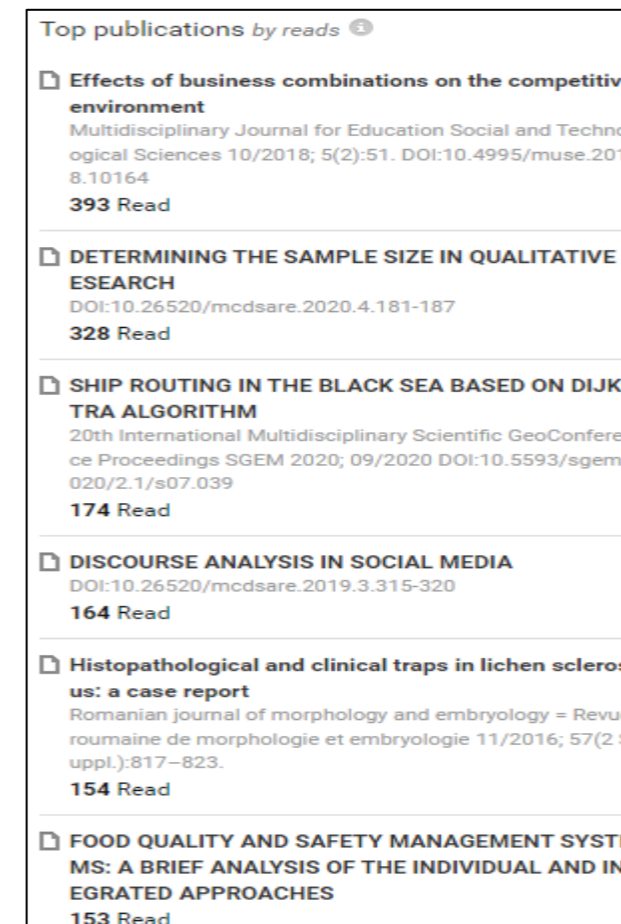 Top publications by reads
Effects of business combinations on the competitiv
environment
Multidisciplinary Journal for Education Social and Techno
ogical Sciences 10/2018; 5(2):51. DOI:10.4995/muse.201
8.10164
393 Read
DETERMINING THE SAMPLE SIZE IN QUALITATIVE
ESEARCH
DOI:10.26520/mcdsare.2020.4.181-187
328 Read
SHIP ROUTING IN THE BLACK SEA BASED ON DIJK
TRA ALGORITHM
20th International Multidisciplinary Scientific GeoConfere
ce Proceedings SGEM 2020; 09/2020 DOI:10.5593/sgem
020/2.1/s07.039
174 Read
DISCOURSE ANALYSIS IN SOCIAL MEDIA
DOI:10.26520/mcdsare.2019.3.315-320
164 Read
Histopathological and clinical traps in lichen scleros
us: a case report
Romanian journal of morphology and embryology = Revu
roumaine de morphologie et embryologie 11/2016; 57(2 S
uppl.):817–823.
154 Read
FOOD QUALITY AND SAFETY MANAGEMENT SYSTE
MS: A BRIEF ANALYSIS OF THE INDIVIDUAL AND IN
EGRATED APPROACHES
153 Read